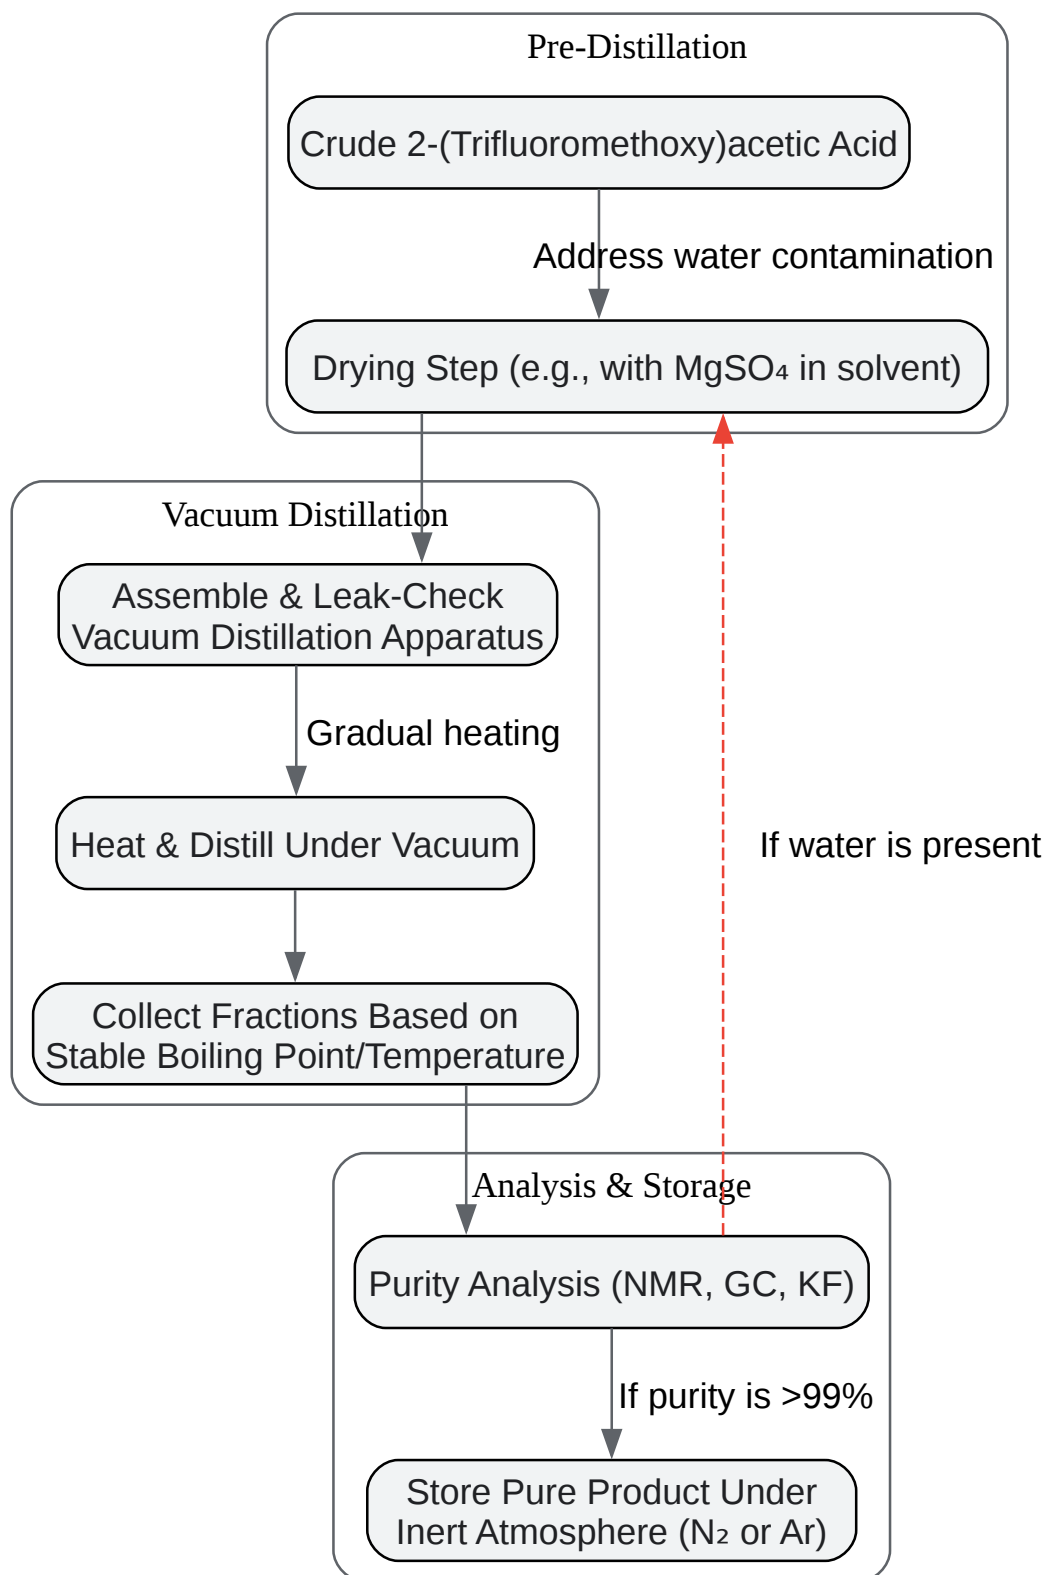 Pre-Distillation
Crude 2-(Trifluoromethoxy)acetic Acid
Address water contamination
Drying Step (e.g., with MgSO₄ in solvent)
Vacuum Distillation
Assemble & Leak-Check
Vacuum Distillation Apparatus
Gradual heating
Heat & Distill Under Vacuum
If water is present
Collect Fractions Based on
Stable Boiling Point/Temperature
Analysis & Storage
Purity Analysis (NMR, GC, KF)
If purity is >99%
Store Pure Product Under
Inert Atmosphere (N₂ or Ar)